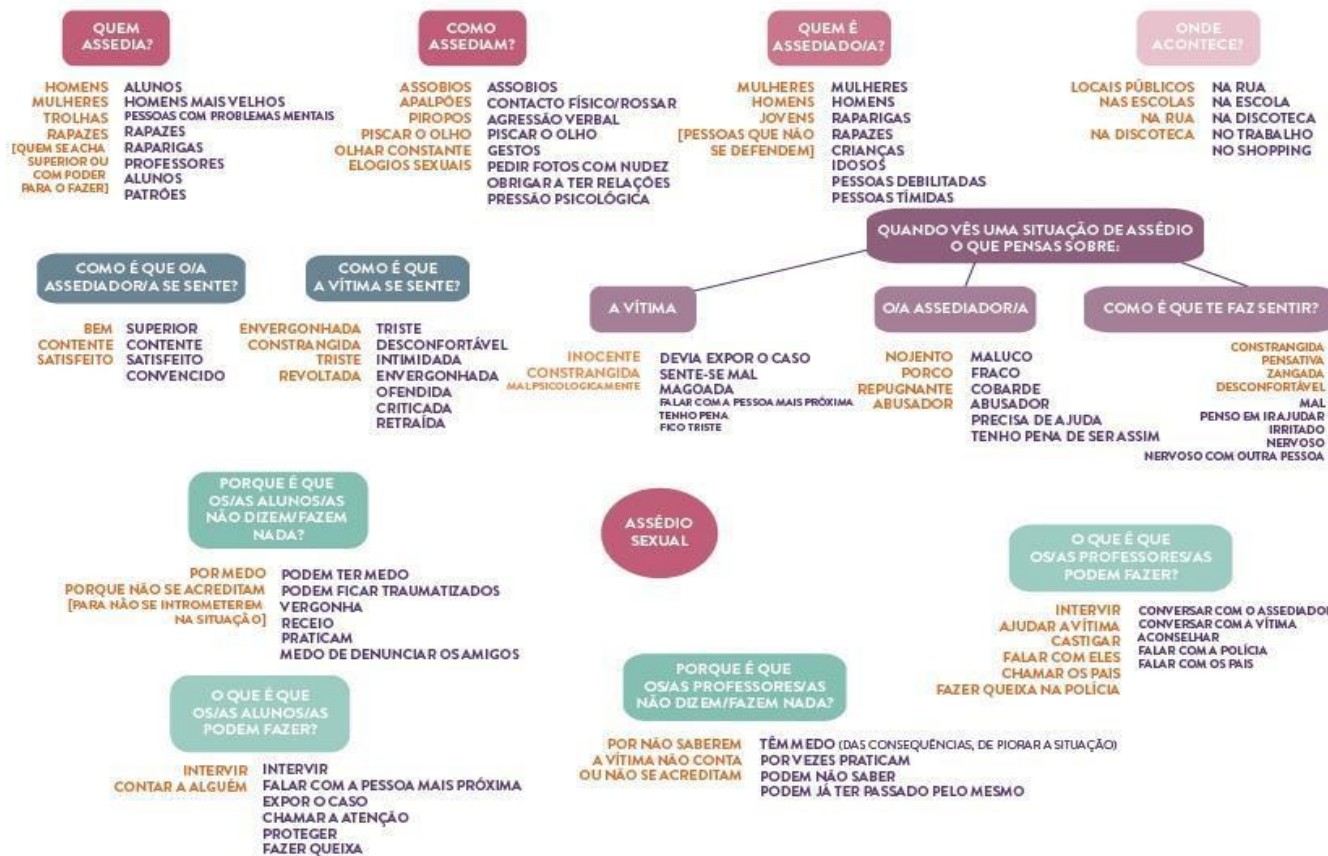 QUEM
ASSEDIA?
HOMENS
MULHERES
TROLHAS
RAPAZES
[QUEM SE ACHA
SUPERIOR OU
COM PODER
PARA O FAZER]
ALUNOS
HOMENS MAIS VELHOS
PESSOAS COM PROBLEMAS MENTAIS
RAPAZES
RAPARIGAS
PROFESSORES
ALUNOS
PATRÕES
COMO
ASSEDIAM?
ASSOBIOS
APALPÕES
PIROPOS
PISCAR O OLHO
OLHAR CONSTANTE
ELOGIOS SEXUAIS
ASSOBIOS
CONTACTO FÍSICO/ROSSAR
AGRESSÃO VERBAL
PISCAR O OLHO
GESTOS
PEDIR FOTOS COM NUDEZ
OBRIGAR A TER RELAÇÕES
PRESSÃO PSICOLÓGICA
QUEM É
ASSEDIADO/A?
MULHERES
HOMENS
JOVENS
[PESSOAS QUE NÃO
SE DEFENDEM]
MULHERES
HOMENS
RAPARIGAS
RAPAZES
CRIANÇAS
IDOSOS
PESSOAS DEBILITADAS
PESSOAS TÍMIDAS
ONDE
ACONTECE?
LOCAIS PÚBLICOS
NAS ESCOLAS
NA RUA
NA DISCOTECA
NA RUA
NA ESCOLA
NA DISCOTECA
NO TRABALHO
NO SHOPPING
COMO É QUE O/A
ASSEDIADOR/A SE SENTE?
BEM
CONTENTE
SATISFEITO
SUPERIOR
CONTENTE
SATISFEITO
CONVENCIDO
COMO É QUE
A VÍTIMA SE SENTE?
ENVERGONHADA
CONSTRANGIDA
TRISTE
REVOLTADA
TRISTE
DESCONFORTÁVEL
INTIMIDADA
ENVERGONHADA
OFENDIDA
CRITICADA
RETRAÍDA
QUANDO VÊS UMA SITUAÇÃO DE ASSÉDIO
O QUE PENSAS SOBRE:
A VÍTIMA
INOCENTE
CONSTRANGIDA
MAL PSICOLOGICAMENTE
DEVIA EXPOR O CASO
SENTE-SE MAL
MAGOADA
FALAR COM A PESSOA MAIS PRÓXIMA
TENHO PENA
FICO TRISTE
O/A ASSEDIADOR/A
NOJENTO
PORCO
REPUGNANTE
ABUSADOR
MALUCO
FRACO
COBARDE
ABUSADOR
PRECISA DE AJUDA
TENHO PENA DE SER ASSIM
COMO É QUE TE FAZ SENTIR?
CONSTRANGIDA
PENSATIVA
ZANGADA
DESCONFORTÁVEL
MAL
PENSO EM IR AJUDAR
IRRITADO
NERVOSO
NERVOSO COM OUTRA PESSOA
PORQUE É QUE
OS/AS ALUNOS/AS
NÃO DIZEM/FAZEM
NADA?
POR MEDO
PORQUE NÃO SE ACREDITAM
[PARA NÃO SE INTROMETEREM
NA SITUAÇÃO]
PODEM TER MEDO
PODEM FICAR TRAUMATIZADOS
VERGONHA
RECEIO
PRATICAM
MEDO DE DENUNCIAR OS AMIGOS
ASSÉDIO
SEXUAL
O QUE É QUE
OS/AS PROFESSORES/AS
PODEM FAZER?
INTERVIR
AJUDAR A VÍTIMA
CASTIGAR
FALAR COM ELES
CHAMAR OS PAIS
FAZER QUEIXA NA POLÍCIA
CONVERSAR COM O ASSEDIADOR
CONVERSAR COM A VÍTIMA
ACONSELHAR
FALAR COM A POLÍCIA
FALAR COM OS PAIS
O QUE É QUE
OS/AS ALUNOS/AS
PODEM FAZER?
INTERVIR
CONTAR A ALGUÉM
INTERVIR
FALAR COM A PESSOA MAIS PRÓXIMA
EXPOR O CASO
CHAMAR A ATENÇÃO
PROTEGER
FAZER QUEIXA
PORQUE É QUE
OS/AS PROFESSORES/AS
NÃO DIZEM/FAZEM NADA?
POR NÃO SABEREM
A VÍTIMA NÃO CONTA
OU NÃO SE ACREDITAM
TÊM MEDO (DAS CONSEQUÊNCIAS, DE PIORAR A SITUAÇÃO)
POR VEZES PRATICAM
PODEM NÃO SABER
PODEM JÁ TER PASSADO PELO MESMO